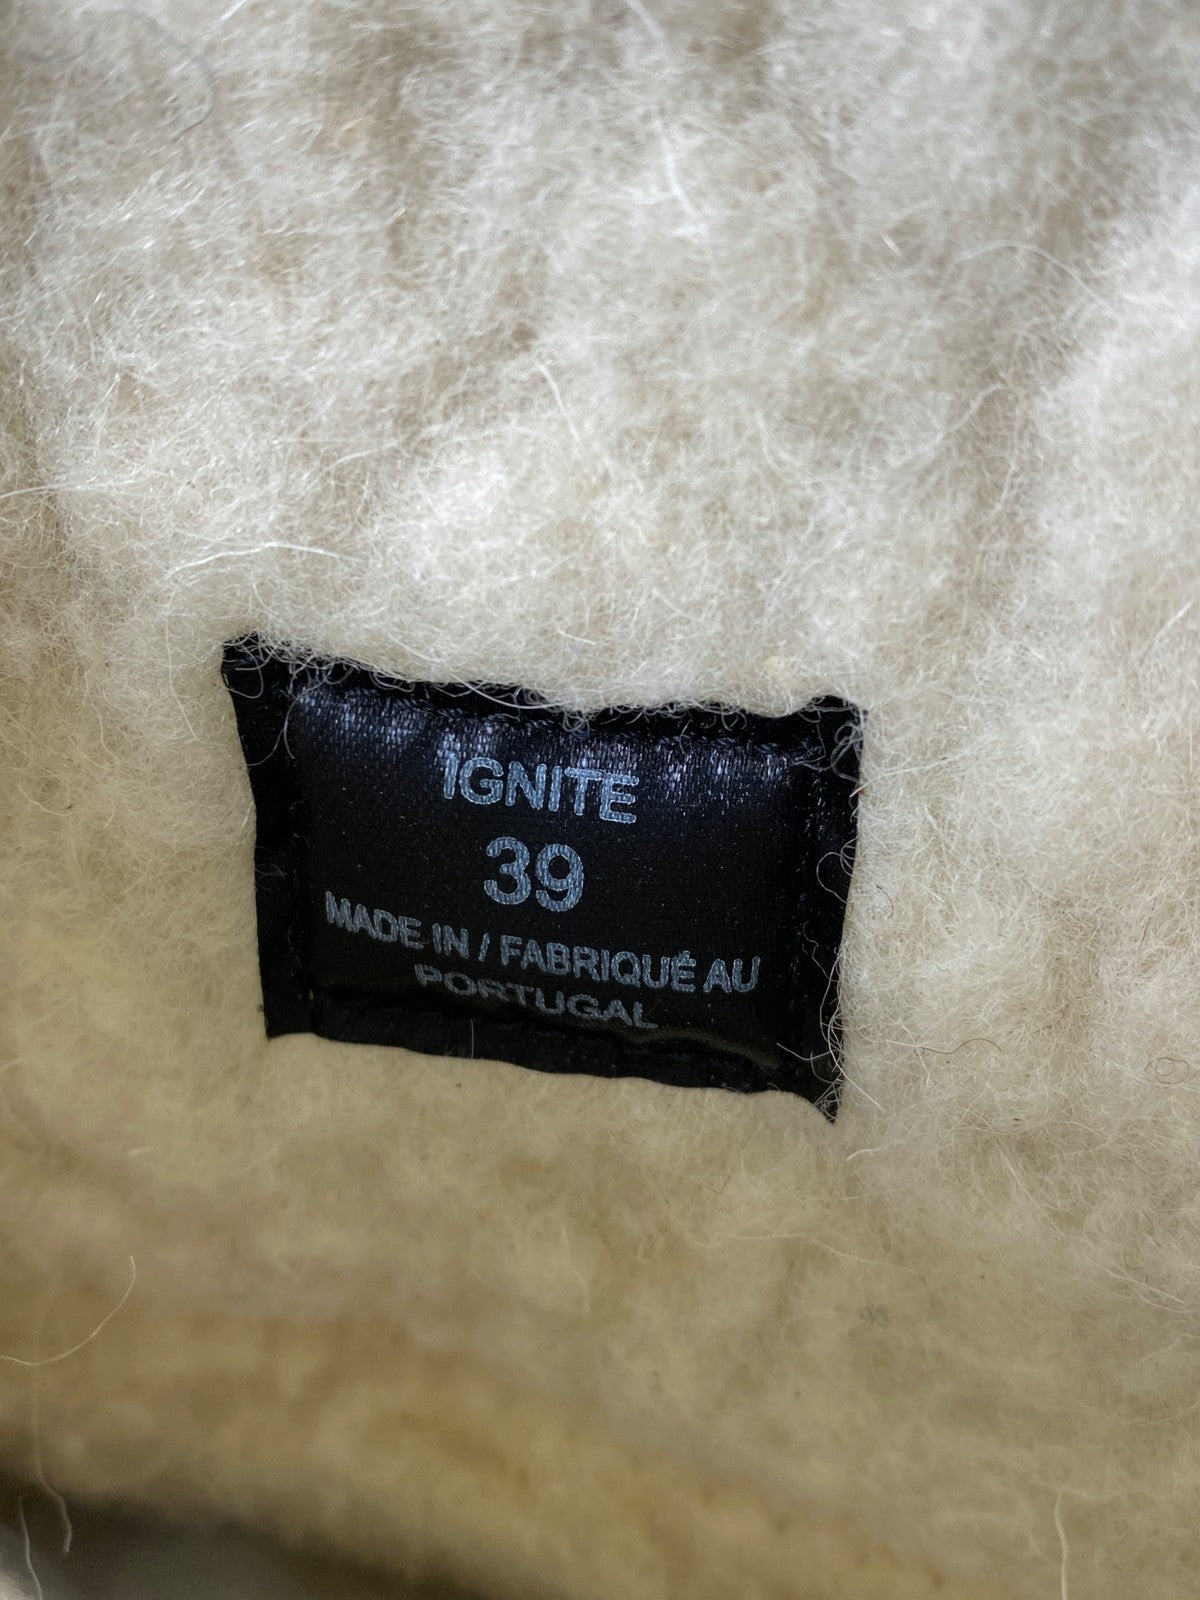 IGNITE
39
MADE IN / FABRIQUÉ AU
PORTUGAL